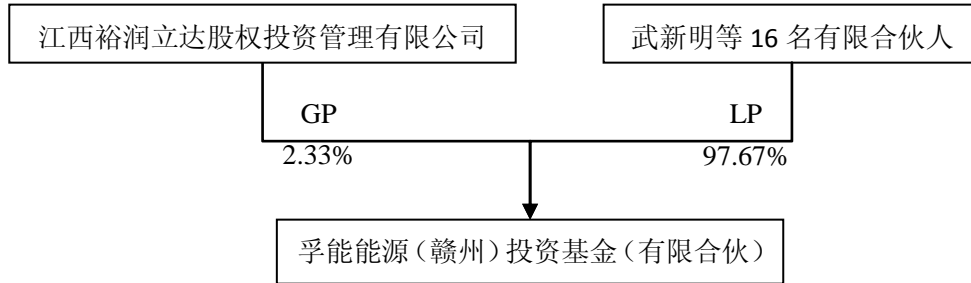 江西裕润立达股权投资管理有限公司
武新明等 16 名有限合伙人
GP
LP
2.33%
97.67%
孚能能源（赣州）投资基金（有限合伙）